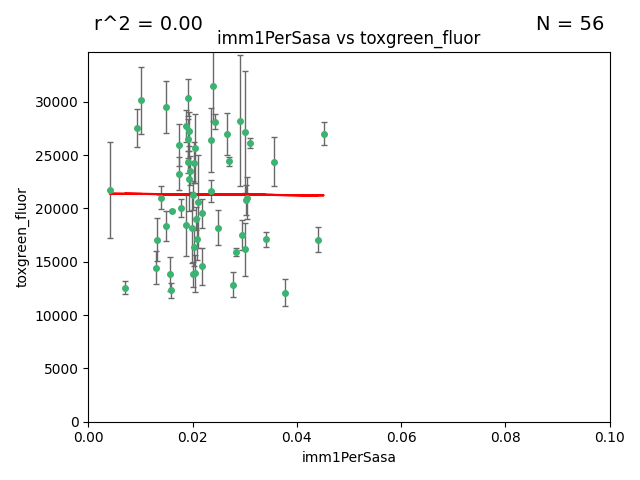 r^2 = 0.00
N = 56
imm1PerSasa vs toxgreen_fluor
30000
25000
20000
15000
10000
5000
0
toxgreen_fluor
0.00
0.02
0.04
0.06
0.08
0.10
imm1PerSasa